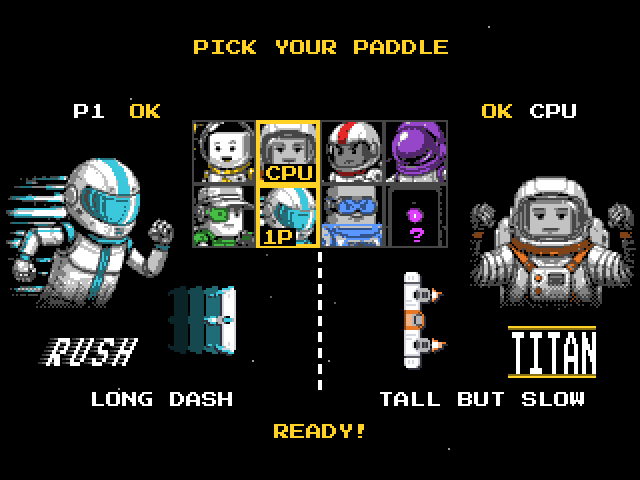 PICK YOUR PADDLE
P1 OK
OK CPU
CPU
1P
?
RUSH
TITAN
LONG DASH
TALL BUT SLOW
READY!